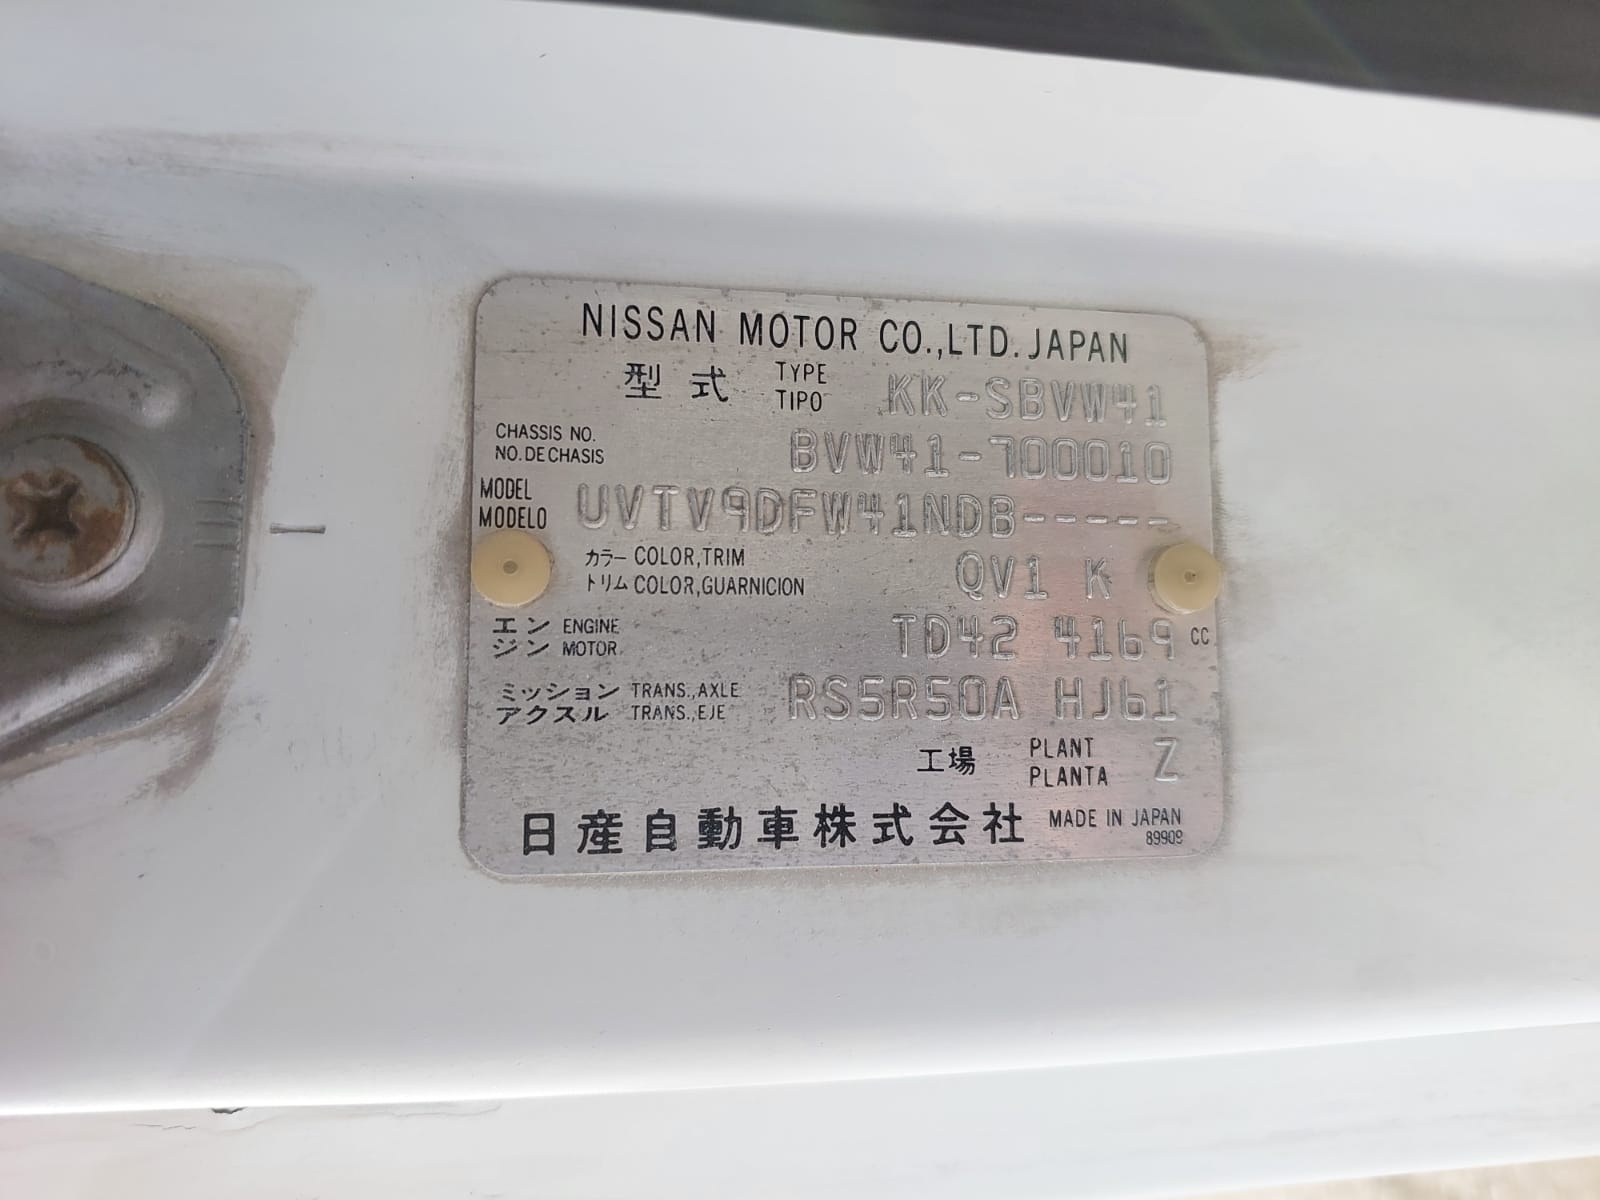 NISSAN MOTOR CO.,LTD. JAPAN
型式 TYPE TIPO KK-SBVW41
CHASSIS NO. NO. DE CHASIS BVW41-700010
MODEL MODELO UVTV9DFW41NDB-----
カラー COLOR,TRIM
トリム COLOR,GUARNICION QV1 K
エンジン ENGINE MOTOR TD42 4169 CC
ミッション TRANS.,AXLE
アクスル TRANS.,EJE RS5R50A HJ61
工場 PLANT PLANTA Z
日産自動車株式会社 MADE IN JAPAN
89909